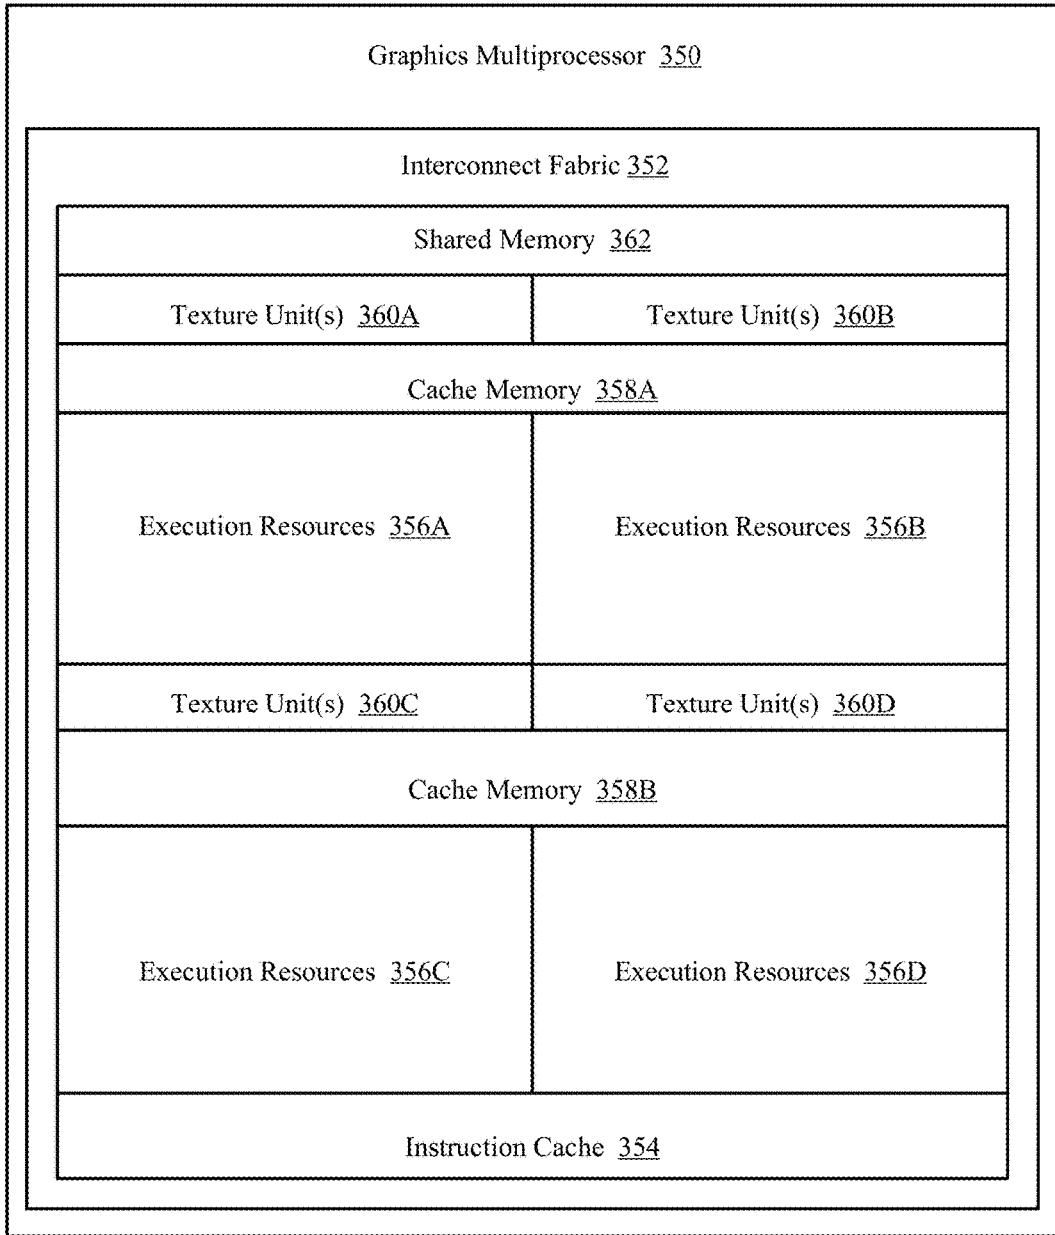 Graphics Multiprocessor 350
Interconnect Fabric 352
Shared Memory 362
Texture Unit(s) 360A
Texture Unit(s) 360B
Cache Memory 358A
Execution Resources 356A
Execution Resources 356B
Texture Unit(s) 360C
Texture Unit(s) 360D
Cache Memory 358B
Execution Resources 356C
Execution Resources 356D
Instruction Cache 354